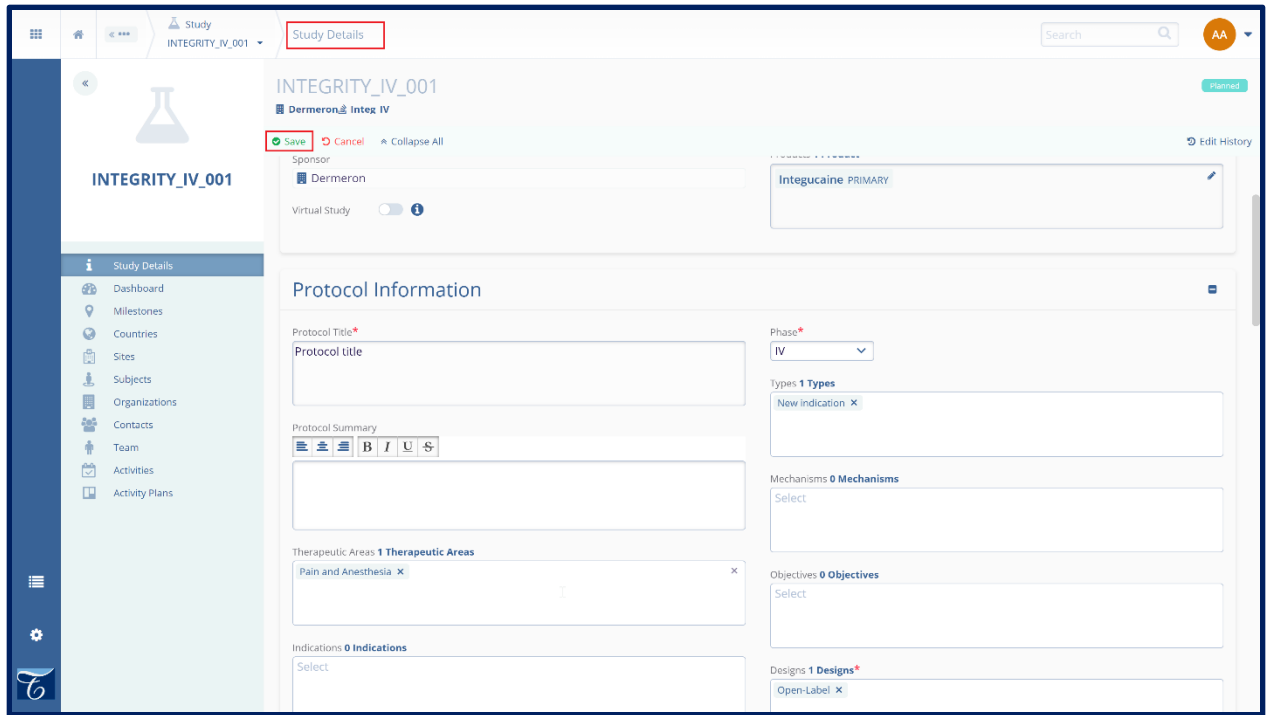 Study
INTEGRITY_IV_001
Study Details
Search
AA
INTEGRITY_IV_001
Study Details
Dashboard
Milestones
Countries
Sites
Subjects
Organizations
Contacts
Team
Activities
Activity Plans
INTEGRITY_IV_001
Planned
Dermeron Integ IV
Save Cancel Collapse All
Edit History
Sponsor
Dermeron
Virtual Study
Integucaine PRIMARY
Protocol Information
Protocol Title*
Protocol title
Protocol Summary
B I U S
Therapeutic Areas 1 Therapeutic Areas
Pain and Anesthesia ×
×
Indications 0 Indications
Select
Phase*
IV
Types 1 Types
New indication ×
Mechanisms 0 Mechanisms
Select
Objectives 0 Objectives
Select
Designs 1 Designs*
Open-Label ×